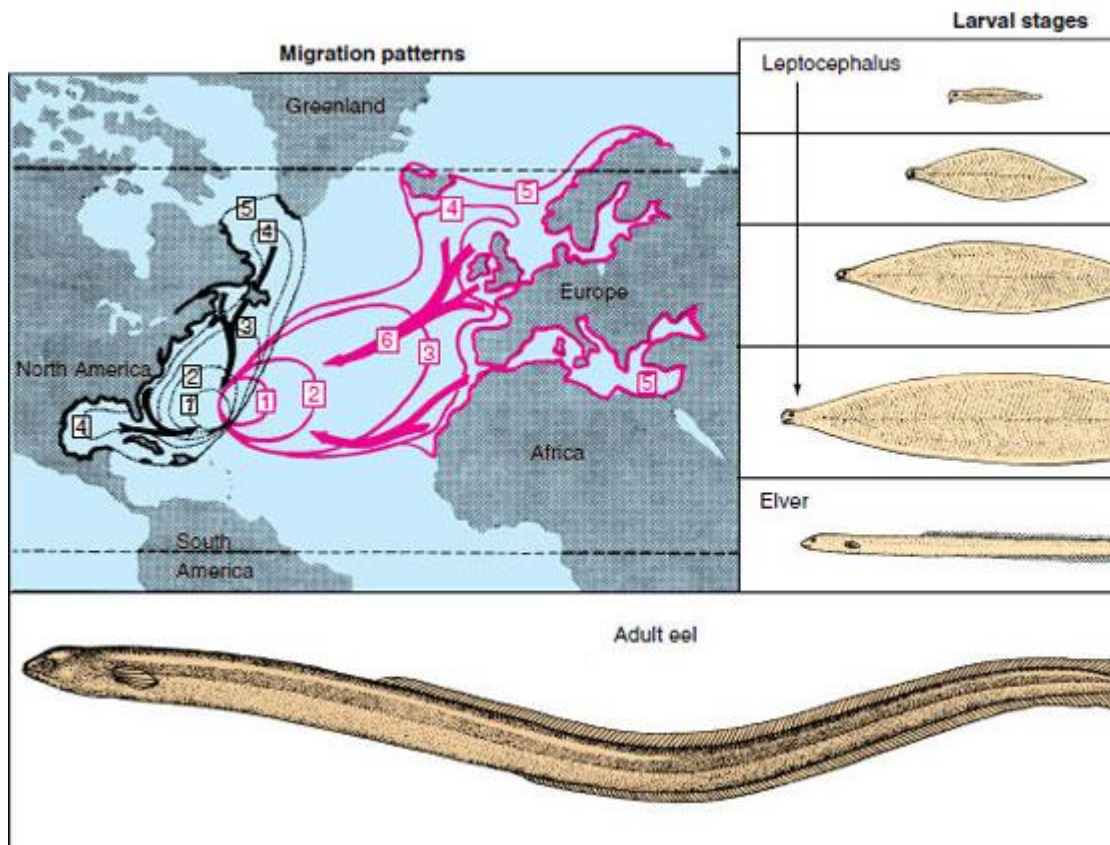 Larval stages
Migration patterns
Leptocephalus
Greenland
5
4
5
4
3
Europe
6
3
North America
2
2
5
1
1
4
Africa
Elver
South
America
Adult eel